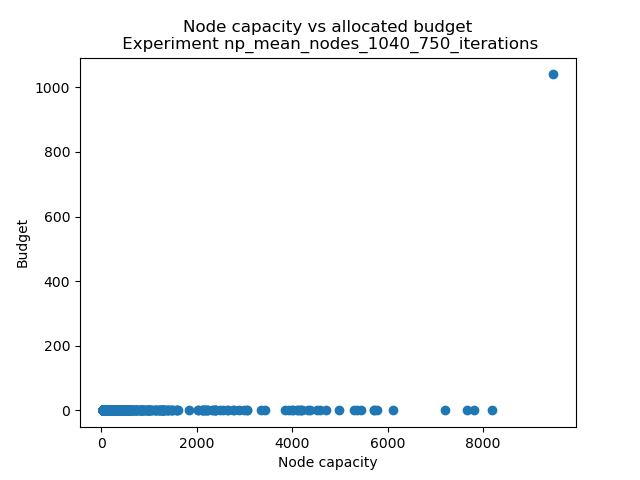 Node capacity vs allocated budget
Experiment np_mean_nodes_1040_750_iterations
1000
800
600
400
200
0
Budget
0 2000 4000 6000 8000
Node capacity